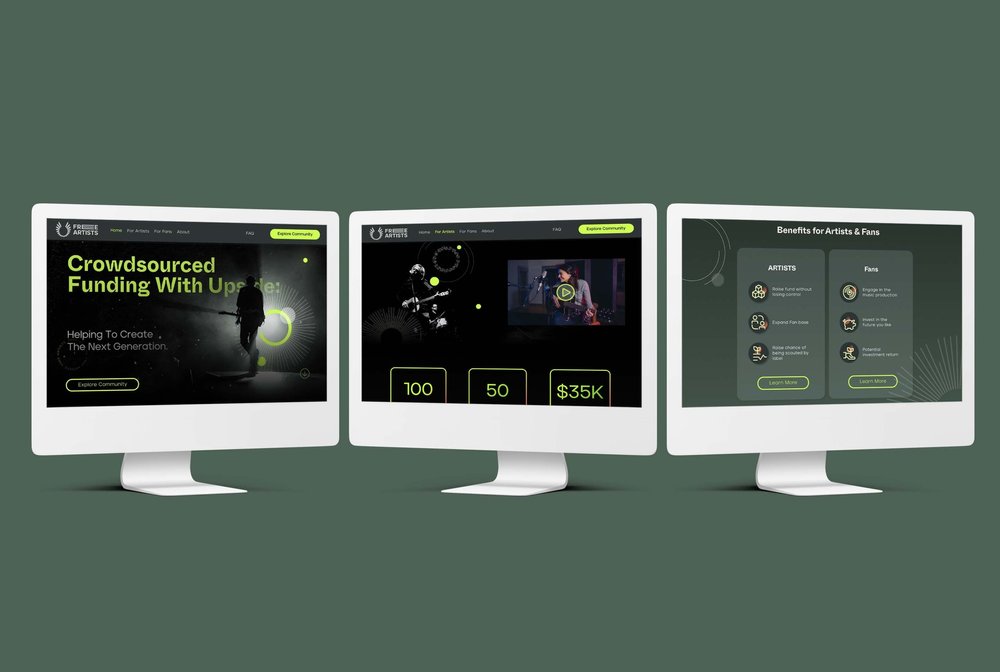 FREE
ARTISTS
Home For Artists For Fans About
FAQ
Explore Community
Crowdsourced
Funding With Upside:
Helping To Create
The Next Generation.
Explore Community
FREE
ARTISTS
Home For Artists For Fans About
FAQ
Explore Community
100
50
$35K
Benefits for Artists & Fans
ARTISTS
Raise fund without
losing control
Expand Fan base
Raise chance of
being scouted by
label
Learn More
Fans
Engage in the
music production
Invest in the
future you like
Potential
investment return
Learn More